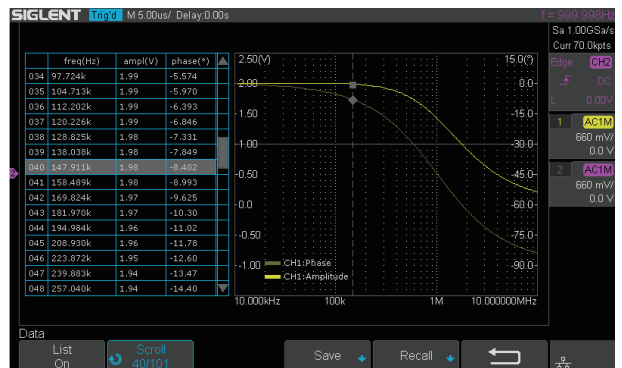 SIGLENT Trig'd M 5.00us/ Delay:0.00s f = 999.998Hz
Sa 1.00GSa/s
Curr 70.0kpts
Edge CH2
DC
L 0.00V
1 AC1M
660 mV/
0.0 V
2 AC1M
660 mV/
0.0 V
freq(Hz) ampl(V) phase(°)
034 97.724k 1.99 -5.574
035 104.713k 1.99 -5.970
036 112.202k 1.99 -6.393
037 120.226k 1.99 -6.846
038 128.825k 1.98 -7.331
039 138.038k 1.98 -7.849
040 147.911k 1.98 -8.402
041 158.489k 1.98 -8.993
042 169.824k 1.97 -9.625
043 181.970k 1.97 -10.30
044 194.984k 1.96 -11.02
045 208.930k 1.96 -11.78
046 223.872k 1.95 -12.60
047 239.883k 1.94 -13.47
048 257.040k 1.94 -14.40
2.50(V) 15.0(°)
2.00 0.0
1.50 -15.0
1.00 -30.0
0.50 -45.0
0.0 -60.0
-0.50 -75.0
-1.00 -90.0
CH1:Phase
CH1:Amplitude
10.000kHz 100k 1M 10.000000MHz
2
Data
List
On
Scroll
40/101
Save
Recall